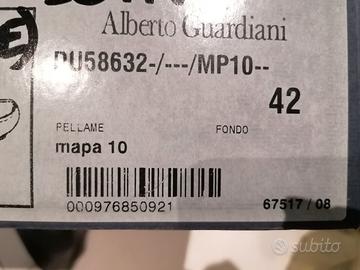 Alberto Guardiani
DU58632-/---/MP10--
42
PELLAME
FONDO
mapa 10
000976850921
67517 / 08
subito